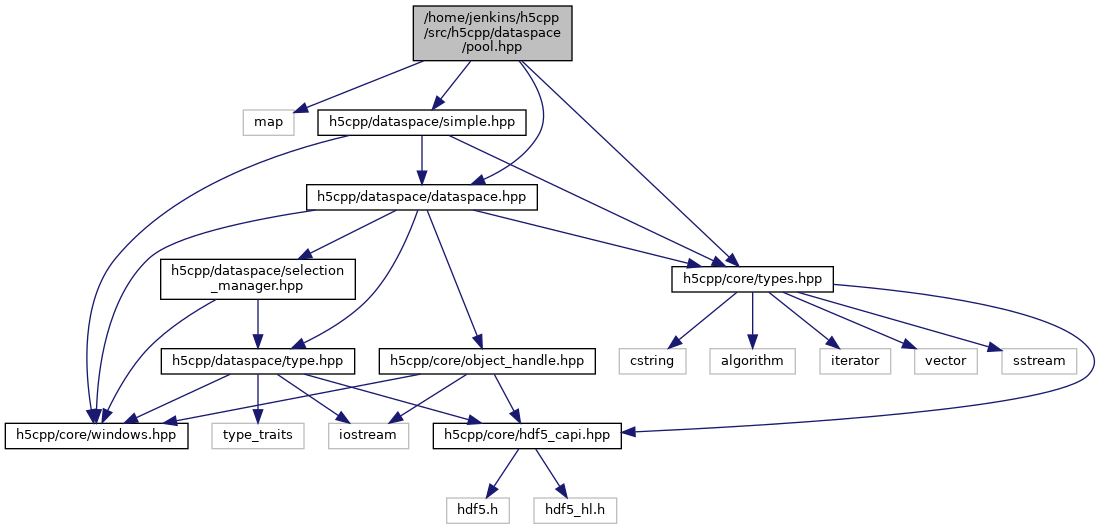 /home/jenkins/h5cpp
/src/h5cpp/dataspace
/pool.hpp
map
h5cpp/dataspace/simple.hpp
h5cpp/dataspace/dataspace.hpp
h5cpp/dataspace/selection
_manager.hpp
h5cpp/core/types.hpp
h5cpp/dataspace/type.hpp
h5cpp/core/object_handle.hpp
cstring
algorithm
iterator
vector
sstream
h5cpp/core/windows.hpp
type_traits
iostream
h5cpp/core/hdf5_capi.hpp
hdf5.h
hdf5_hl.h